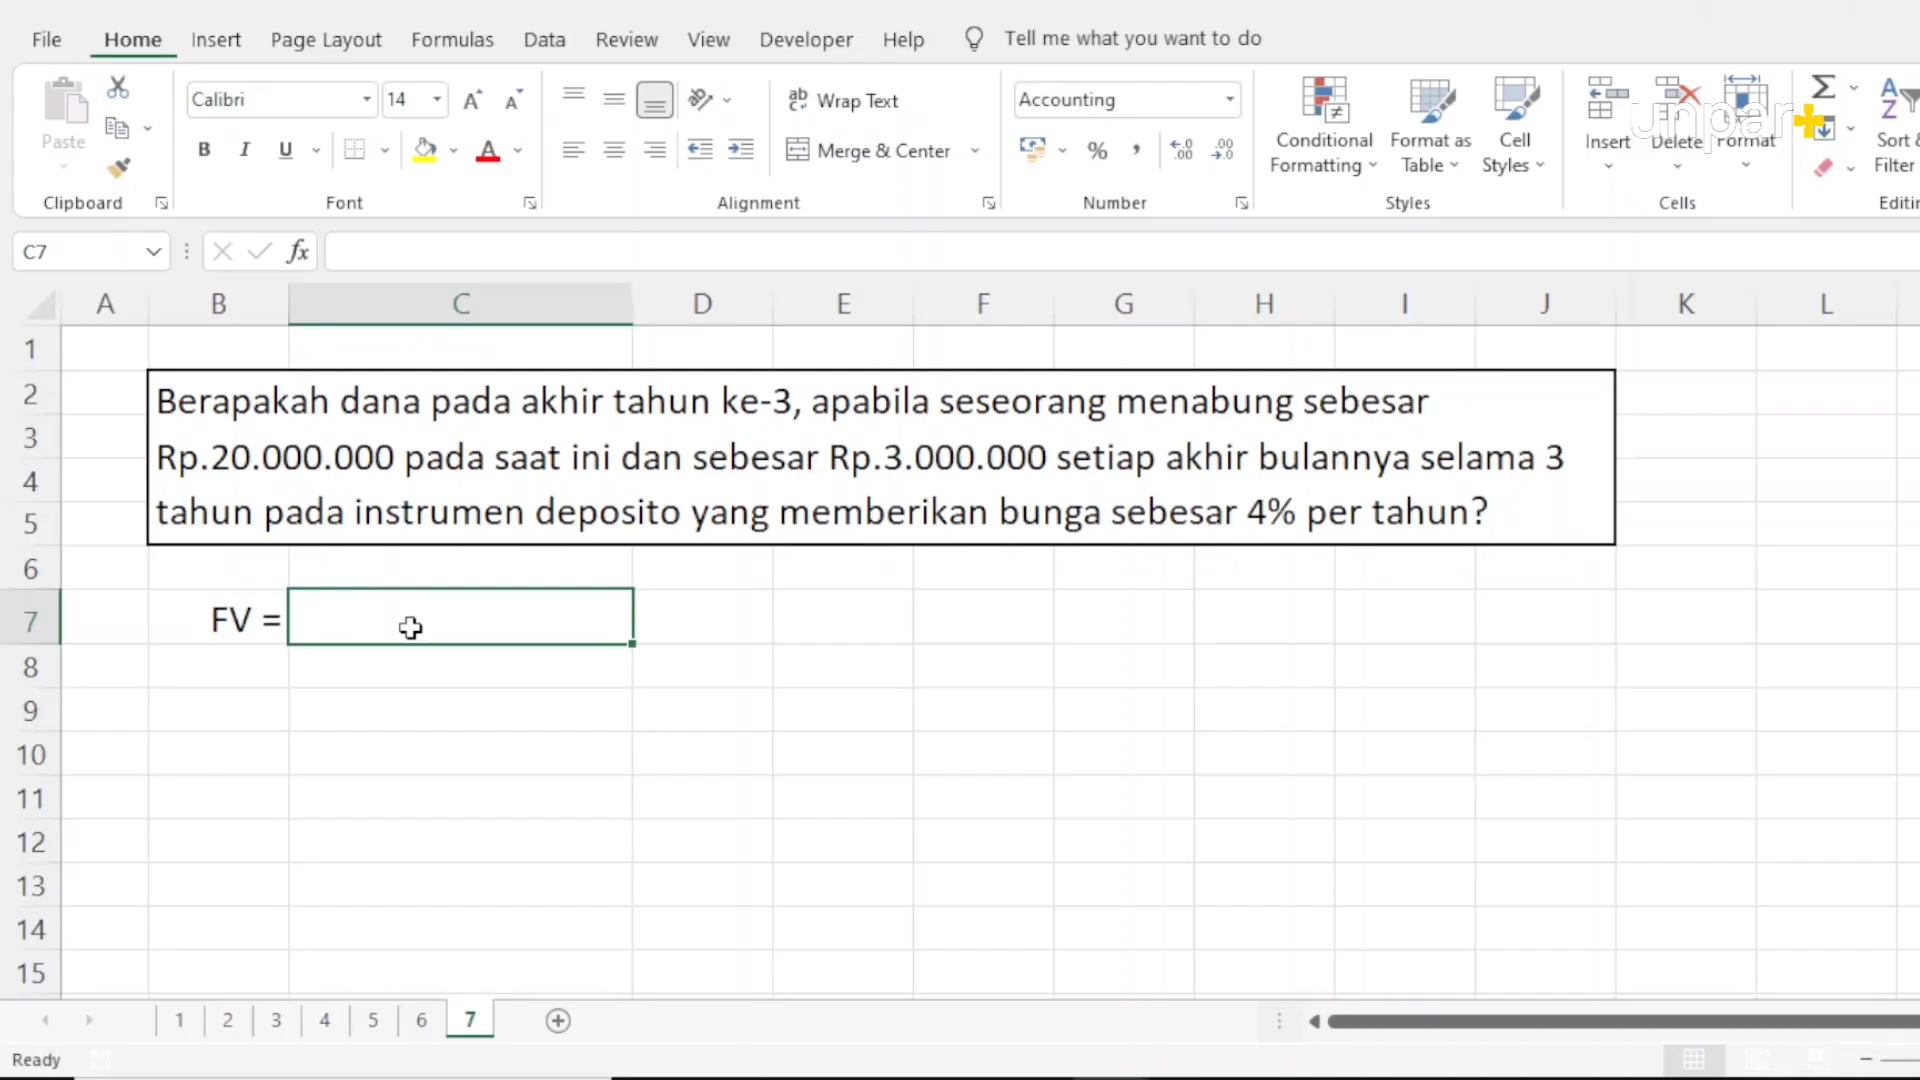 File Home Insert Page Layout Formulas Data Review View Developer Help Tell me what you want to do
Calibri 14 Wrap Text Accounting
Paste B I U Merge & Center % Conditional Formatting Format as Table Cell Styles Insert Delete Format Sort & Filter
unpar+
Clipboard Font Alignment Number Styles Cells Editin
C7 fx
A B C D E F G H I J K L
1
2
3
4
5
Berapakah dana pada akhir tahun ke-3, apabila seseorang menabung sebesar
Rp.20.000.000 pada saat ini dan sebesar Rp.3.000.000 setiap akhir bulannya selama 3
tahun pada instrumen deposito yang memberikan bunga sebesar 4% per tahun?
6
7 FV =
8
9
10
11
12
13
14
15
1 2 3 4 5 6 7
Ready